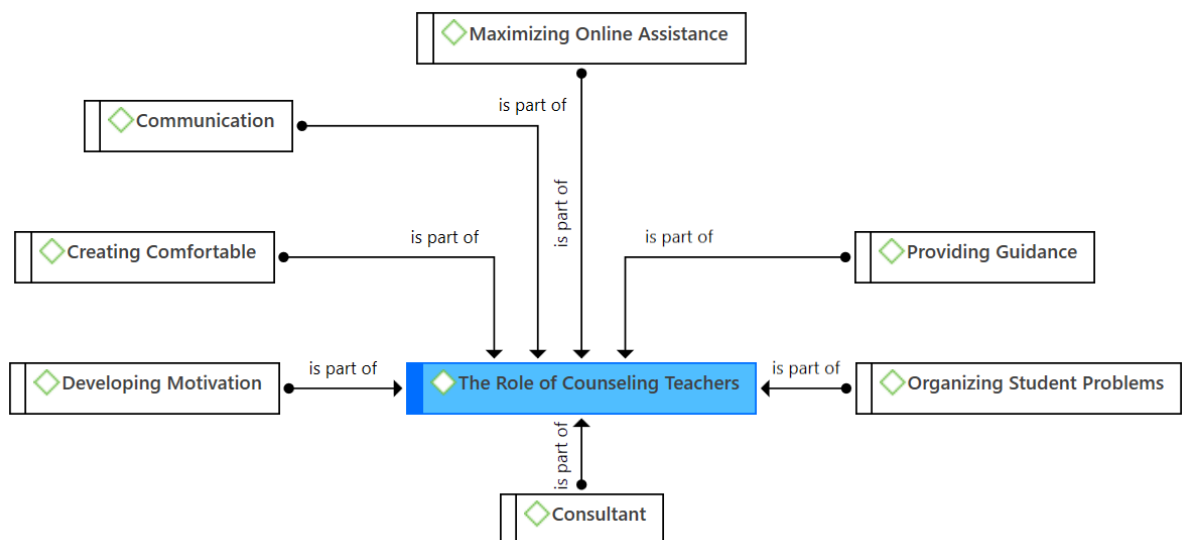 Maximizing Online Assistance
is part of
Communication
is part of
is part of
Creating Comfortable
is part of
Providing Guidance
is part of
Developing Motivation
The Role of Counseling Teachers
is part of
Organizing Student Problems
is part of
Consultant